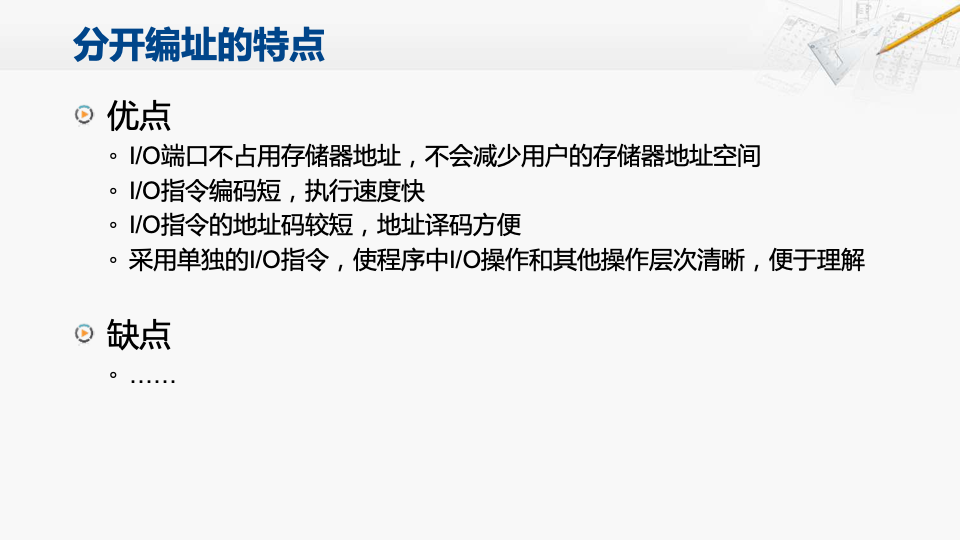 分开编址的特点
优点
I/O端口不占用存储器地址，不会减少用户的存储器地址空间
I/O指令编码短，执行速度快
I/O指令的地址码较短，地址译码方便
采用单独的I/O指令，使程序中I/O操作和其他操作层次清晰，便于理解
缺点
……